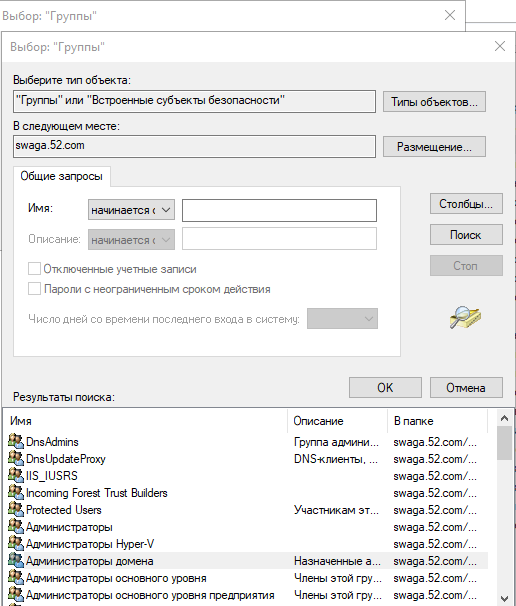 Выбор: "Группы"
Выбор: "Группы"
Выберите тип объекта:
"Группы" или "Встроенные субъекты безопасности"
Типы объектов...
В следующем месте:
swaga.52.com
Размещение...
Общие запросы
Имя:
начинается с
Описание:
начинается с
Отключенные учетные записи
Пароли с неограниченным сроком действия
Число дней со времени последнего входа в систему:
Столбцы...
Поиск
Стоп
ОК
Отмена
Результаты поиска:
Имя Описание В папке
DnsAdmins Группа админи... swaga.52.com/...
DnsUpdateProxy DNS-клиенты, ... swaga.52.com/...
IIS_IUSRS swaga.52.com/...
Incoming Forest Trust Builders swaga.52.com/...
Protected Users Участникам эт... swaga.52.com/...
Администраторы swaga.52.com/...
Администраторы Hyper-V swaga.52.com/...
Администраторы домена Назначенные а... swaga.52.com/...
Администраторы основного уровня Члены этой гру... swaga.52.com/...
Администраторы основного уровня предприятия Члены этой гру... swaga.52.com/...